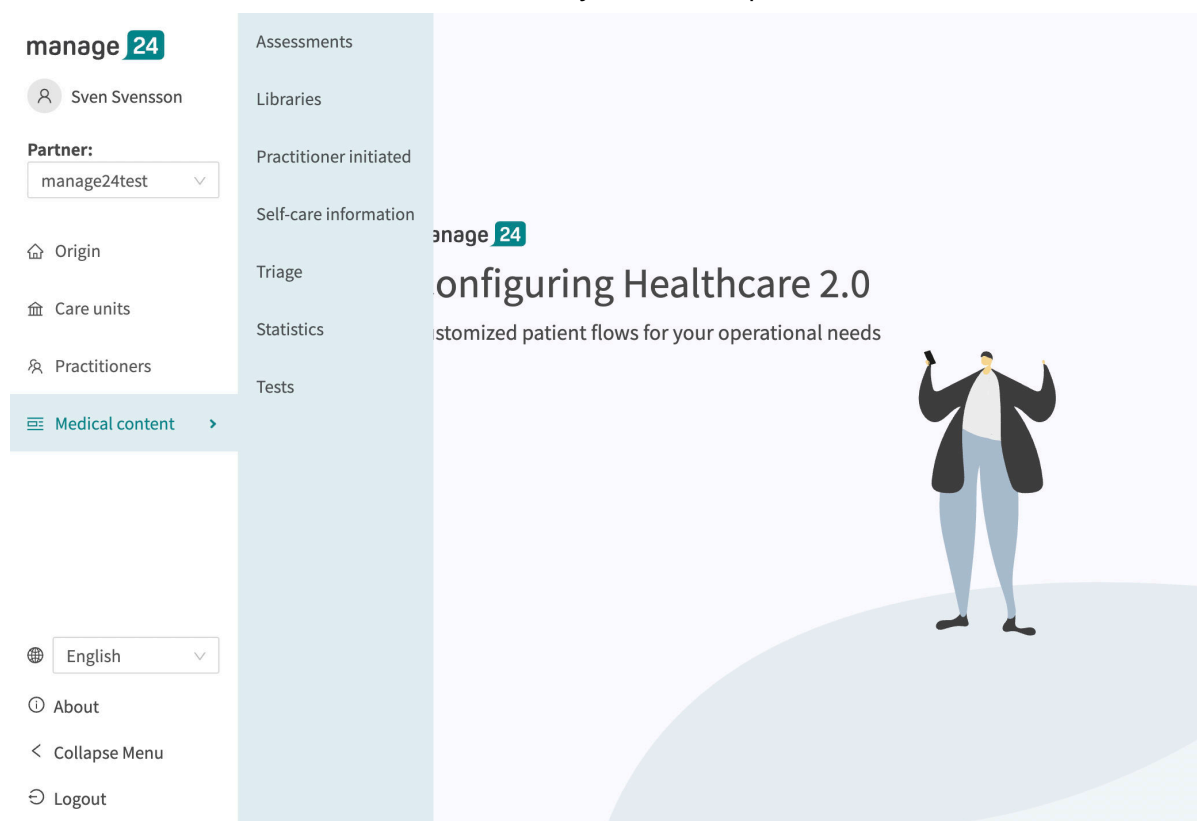 manage 24
Sven Svensson
Partner:
manage24test
Origin
Care units
Practitioners
Medical content
English
About
Collapse Menu
Logout
Assessments
Libraries
Practitioner initiated
Self-care information
Triage
Statistics
Tests
anage 24
onfiguring Healthcare 2.0
stomized patient flows for your operational needs